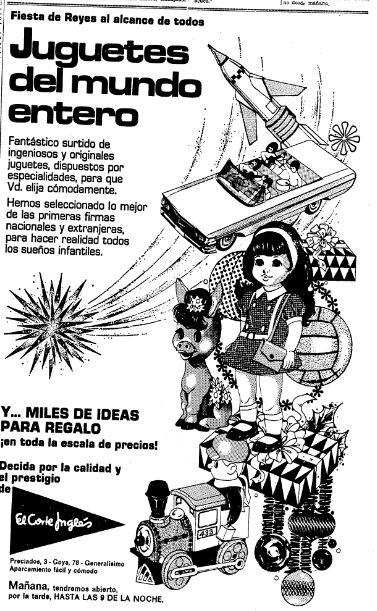 Fiesta de Reyes al alcance de todos
Juguetes
del mundo
entero
Fantástico surtido de
ingeniosos y originales
juguetes, dispuestos por
especialidades, para que
Vd. elija cómodamente.
Hemos seleccionado lo mejor
de las primeras firmas
nacionales y extranjeras,
para hacer realidad todos
los sueños infantiles.
Y... MILES DE IDEAS
PARA REGALO
¡en toda la escala de precios!
Decida por la calidad y
el prestigio
de
El Corte Inglés
Preciados, 3 - Goya, 76 - Generalísimo
Aparcamiento fácil y cómodo
Mañana, tendremos abierto,
por la tarde, HASTA LAS 9 DE LA NOCHE.